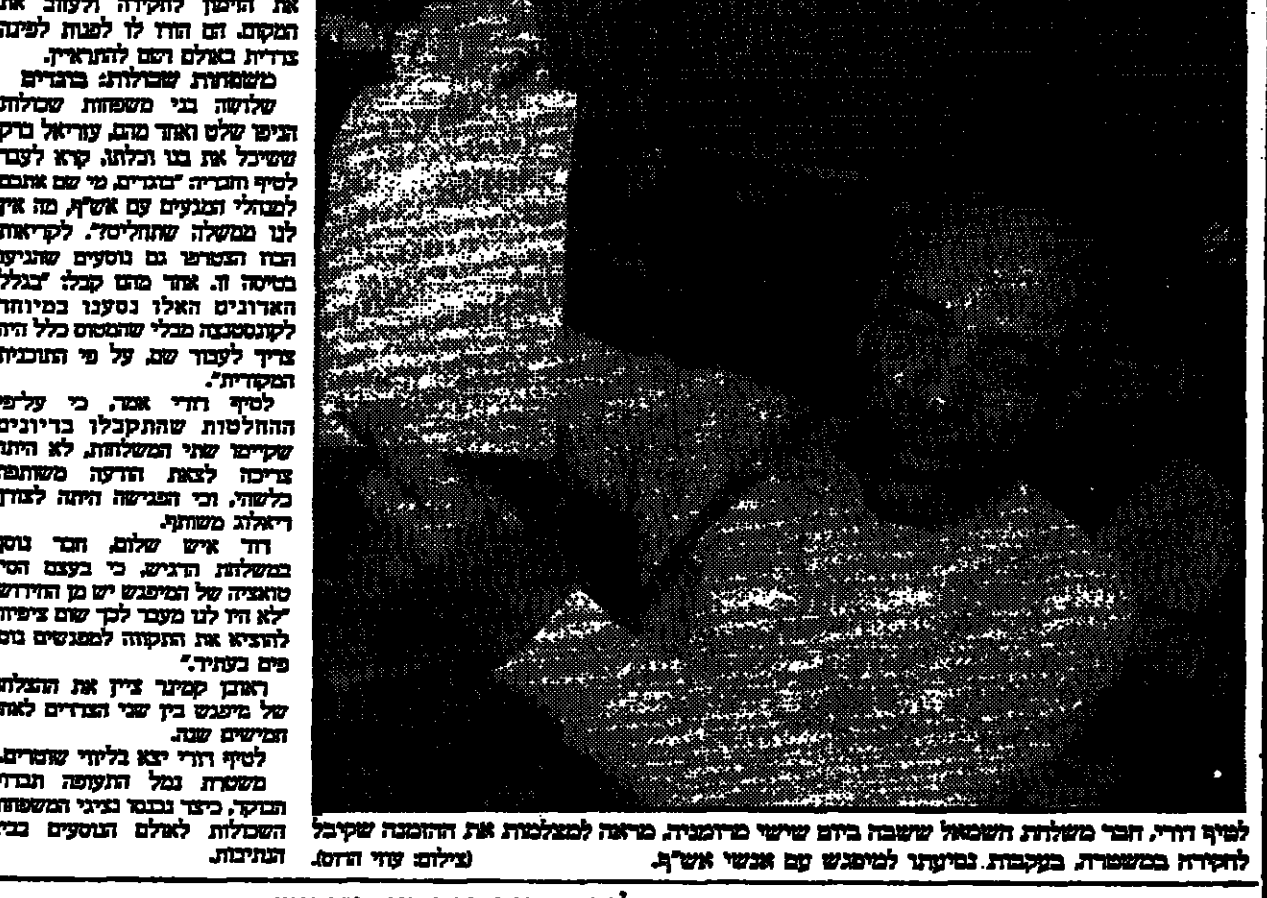 את הזימון לחקירה ולעזוב את
המקום. הם הורו לו לפנות לפינה
צדדית באולם ושם להתראיין.
משפחות שכולות: בוגדים
שלושה בני משפחות שכולות
הניפו שלט ואחד מהם, עזריאל ברק
ששיכל את בנו וכלתו, קרא לעבר
לטיף וחבריה "בוגדים, מי שם אתכם
למנהלי המגעים עם אש"ף, מה אין
לנו ממשלה שתחליט?". לקריאות
הבוז הצטרפו גם נוסעים שהגיעו
בטיסה זו. אחד מהם קבל: "בגלל
האדונים האלו נסענו במיוחד
לקונסטנצה מבלי שהמטוס כלל היה
צריך לעבור שם, על פי התוכנית
המקורית".
לטיף דורי אמר, כי על־פי
ההחלטות שהתקבלו בדיונים
שקיימו שתי המשלחות, לא היתה
צריכה לצאת הודעה משותפת
כלשהי, וכי הפגישה היתה לצורך
דיאלוג משותף.
דוד איש שלום, חבר נוסף
במשלחת הדגיש, כי בעצם הסי
טואציה של המיפגש יש מן החידוש
"לא היו לנו מעבר לכך שום ציפיות
להוציא את התקווה למפגשים נוס
פים בעתיד."
ראובן קמינר ציין את ההצלחה
של מיפגש בין שני הצדדים לאחר
חמישים שנה.
לטיף דורי יצא בליווי שוטרים.
משטרת נמל התעופה תבדוק
הבוקר, כיצד נכנסו נציגי המשפחות
השכולות לאולם הנוסעים בבית
הנתיבות.
לטיף דורי, חבר משלחת השמאל ששבה ביום שישי מרומניה, מראה למצלמות את ההזמנה שקיבל
לחקירה במשטרה, בעקבות נסיעתו למיפגש עם אנשי אש"ף. (צילום: עוזי הדס).